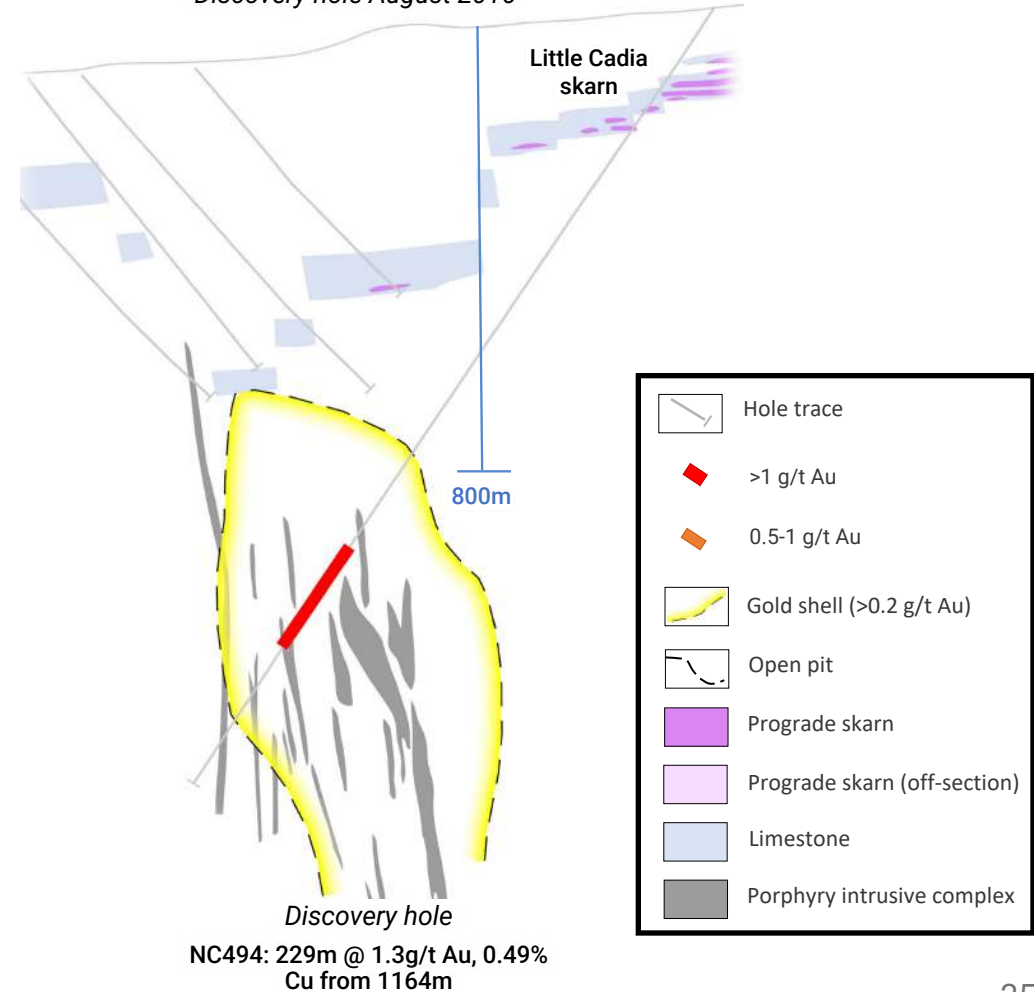 Little Cadia
skarn
800m
Hole trace
>1 g/t Au
0.5-1 g/t Au
Gold shell (>0.2 g/t Au)
Open pit
Prograde skarn
Prograde skarn (off-section)
Limestone
Porphyry intrusive complex
Discovery hole
NC494: 229m @ 1.3g/t Au, 0.49%
Cu from 1164m